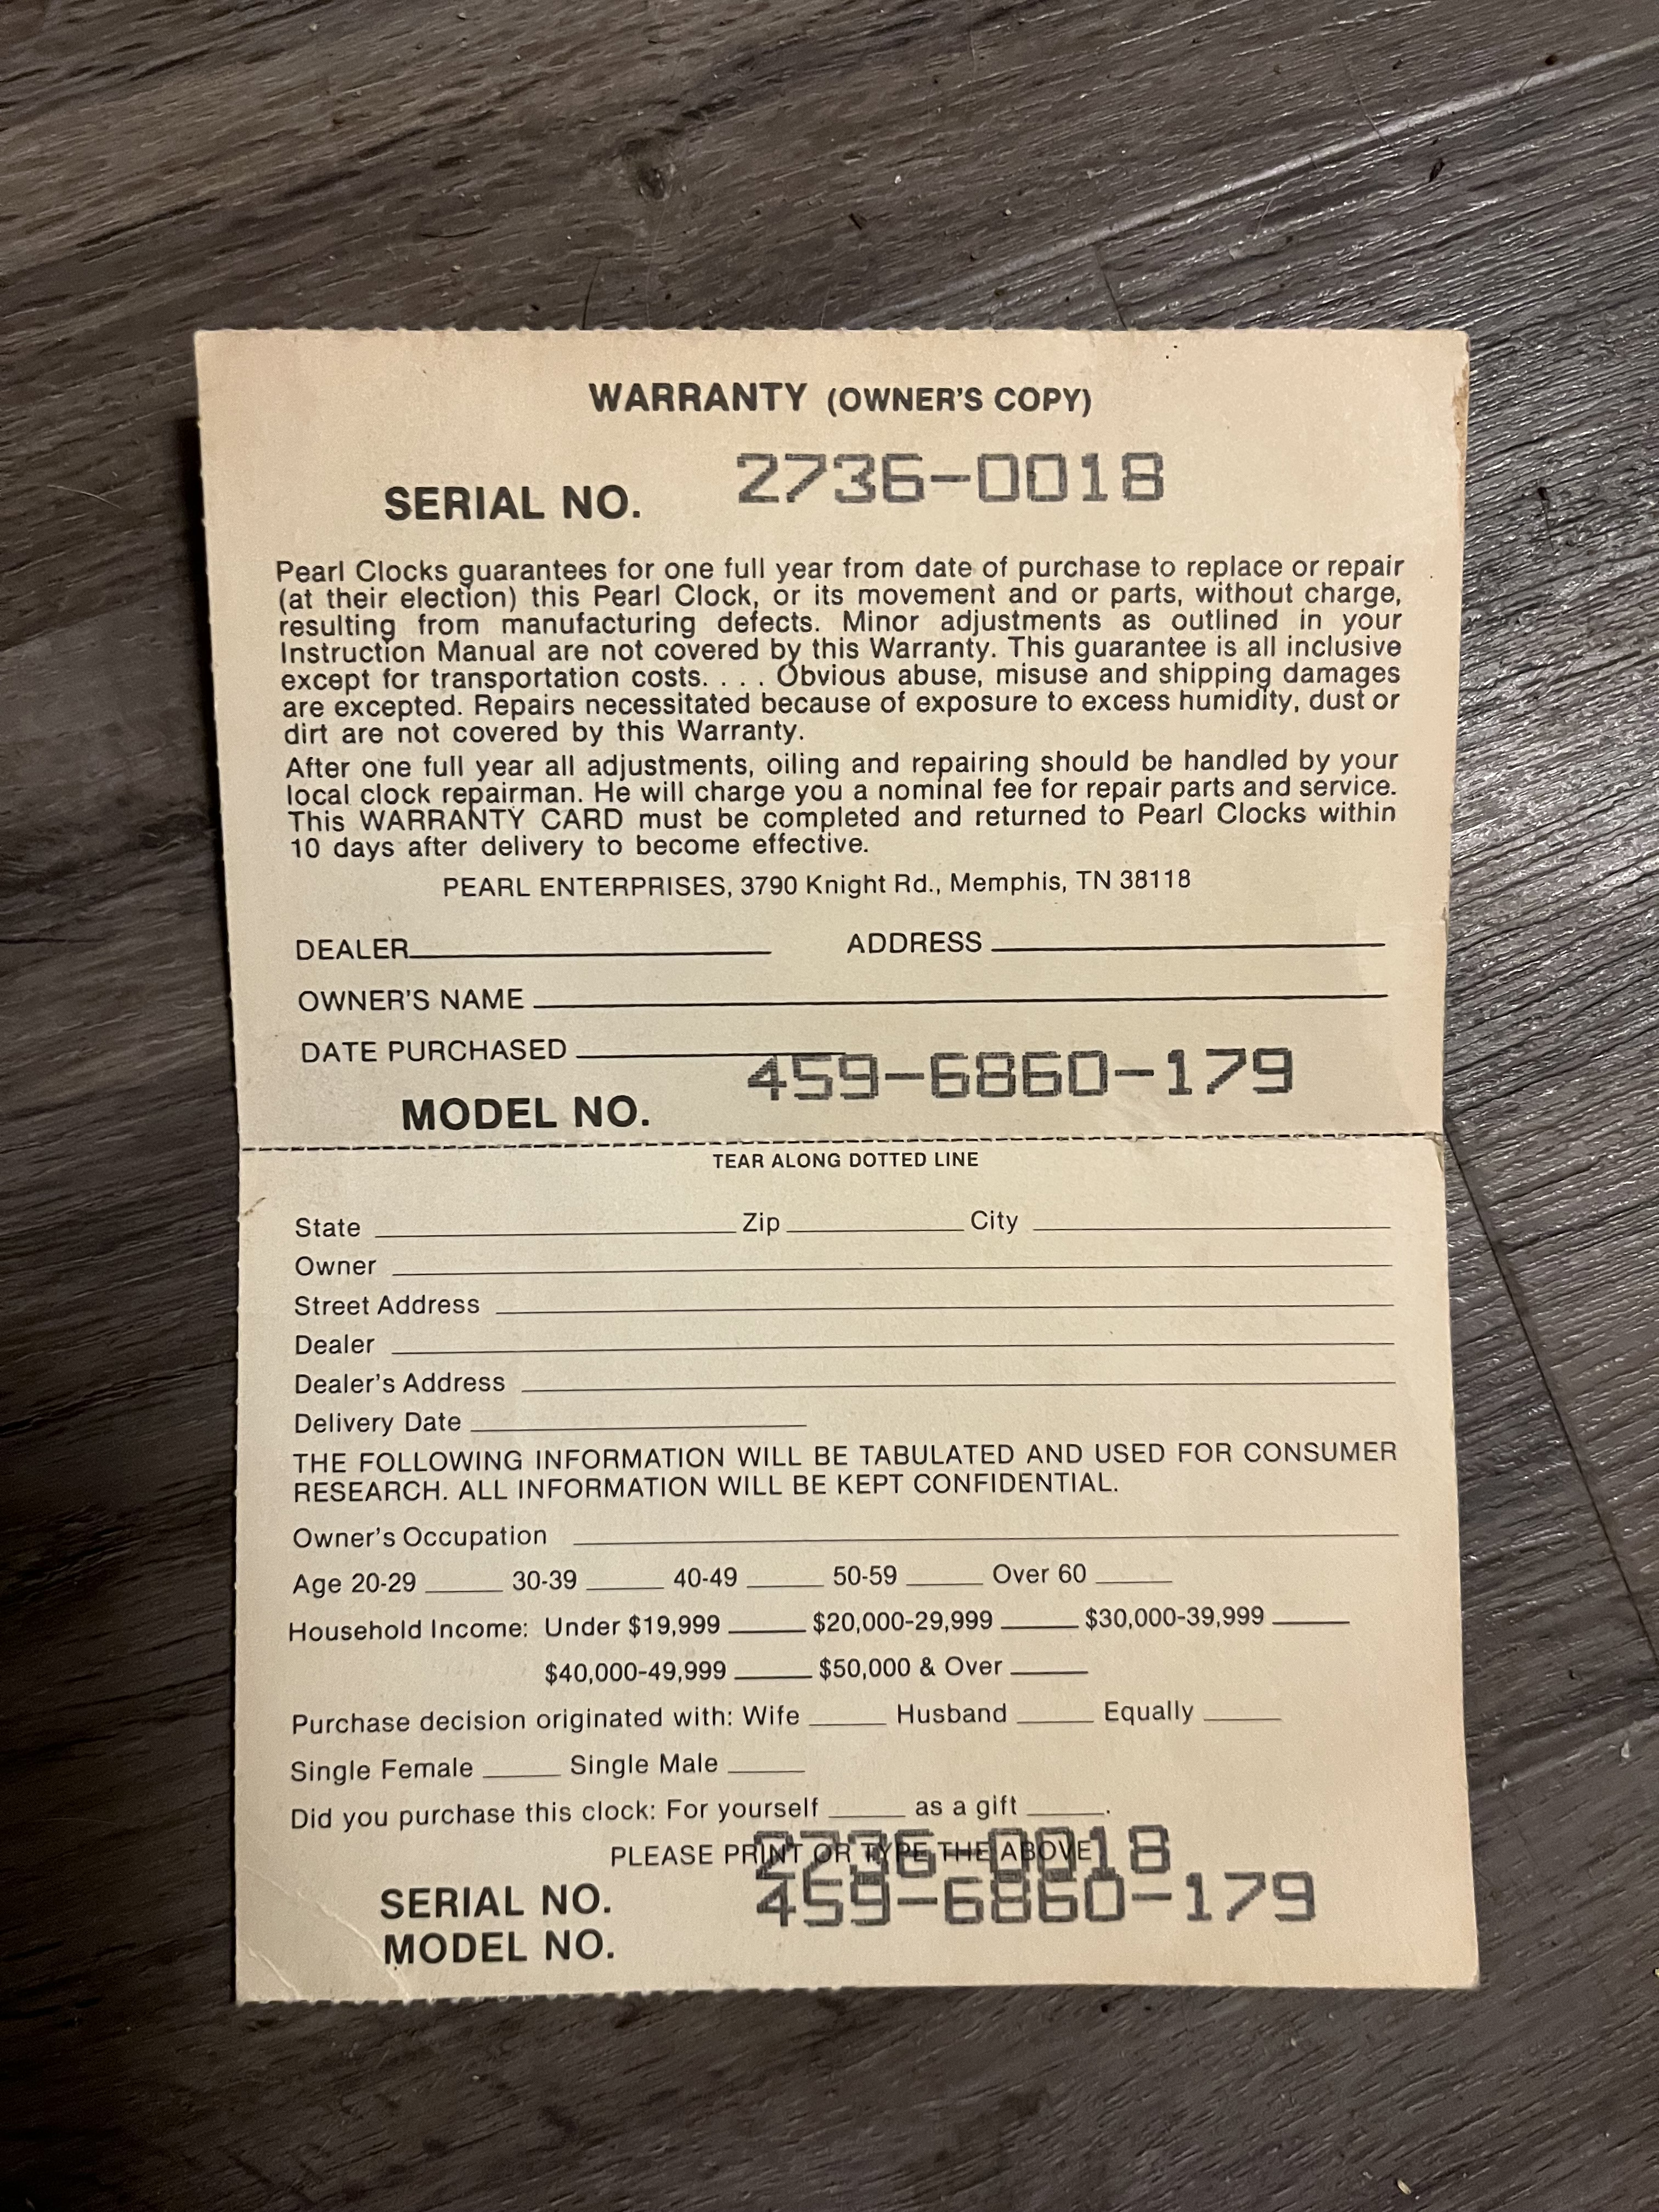 WARRANTY (OWNER'S COPY)
SERIAL NO. 2736-0018
Pearl Clocks guarantees for one full year from date of purchase to replace or repair
(at their election) this Pearl Clock, or its movement and or parts, without charge,
resulting from manufacturing defects. Minor adjustments as outlined in your
Instruction Manual are not covered by this Warranty. This guarantee is all inclusive
except for transportation costs. . . . Obvious abuse, misuse and shipping damages
are excepted. Repairs necessitated because of exposure to excess humidity, dust or
dirt are not covered by this Warranty.
After one full year all adjustments, oiling and repairing should be handled by your
local clock repairman. He will charge you a nominal fee for repair parts and service.
This WARRANTY CARD must be completed and returned to Pearl Clocks within
10 days after delivery to become effective.
PEARL ENTERPRISES, 3790 Knight Rd., Memphis, TN 38118
DEALER ADDRESS
OWNER'S NAME
DATE PURCHASED
MODEL NO. 459-6860-179
TEAR ALONG DOTTED LINE
State Zip City
Owner
Street Address
Dealer
Dealer's Address
Delivery Date
THE FOLLOWING INFORMATION WILL BE TABULATED AND USED FOR CONSUMER
RESEARCH. ALL INFORMATION WILL BE KEPT CONFIDENTIAL.
Owner's Occupation
Age 20-29 30-39 40-49 50-59 Over 60
Household Income: Under $19,999 $20,000-29,999 $30,000-39,999
$40,000-49,999 $50,000 & Over
Purchase decision originated with: Wife Husband Equally
Single Female Single Male
Did you purchase this clock: For yourself as a gift .
PLEASE PRINT OR TYPE THE ABOVE
SERIAL NO. 2736-0018
MODEL NO. 459-6860-179